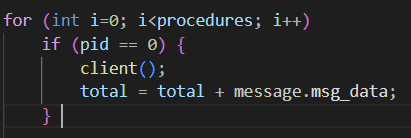 for (int i=0; i<procedures; i++)
if (pid == 0) {
client();
total = total + message.msg_data;
}